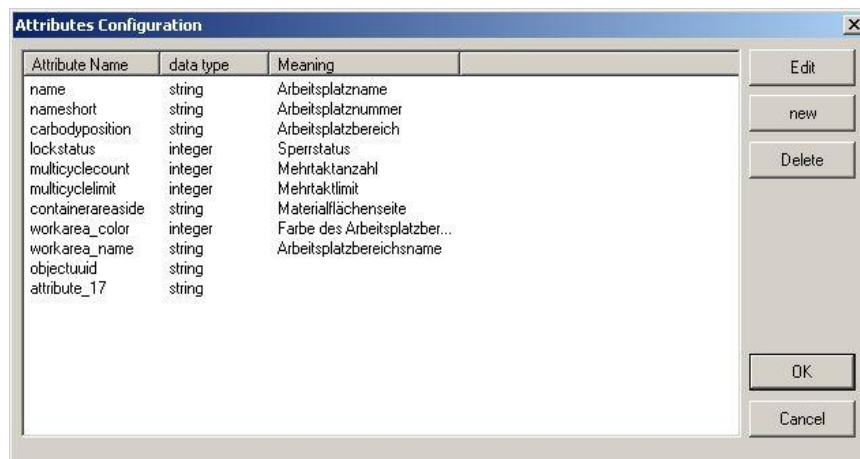 Attributes Configuration
Attribute Name data type Meaning
name string Arbeitsplatzname
nameshort string Arbeitsplatznummer
carbodyposition string Arbeitsplatzbereich
lockstatus integer Sperrstatus
multicyclecount integer Mehrtaktanzahl
multicyclelimit integer Mehrtaktlimit
containerareaside string Materialflächenseite
workarea_color integer Farbe des Arbeitsplatzber...
workarea_name string Arbeitsplatzbereichsname
objectuuid string
attribute_17 string
Edit
new
Delete
OK
Cancel